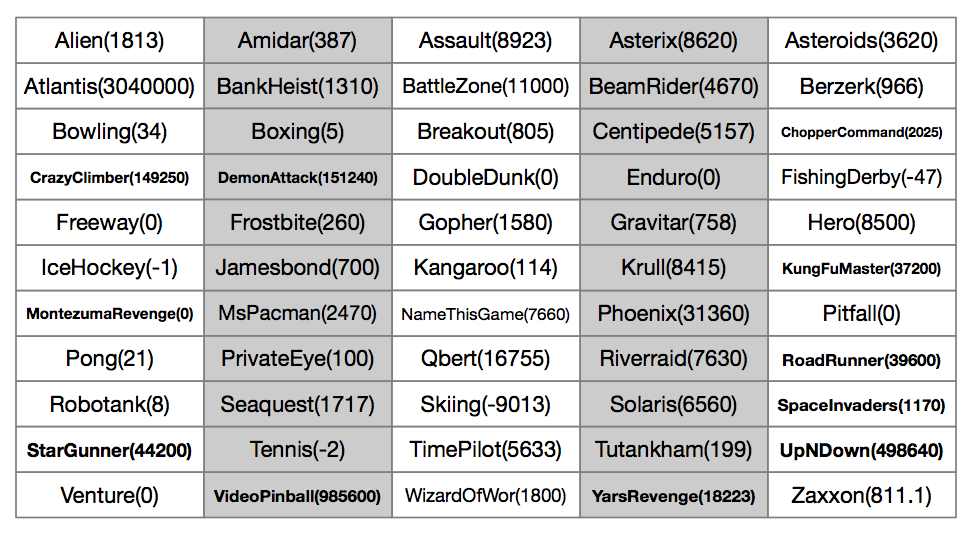 Alien(1813) Amidar(387) Assault(8923) Asterix(8620) Asteroids(3620)
Atlantis(3040000) BankHeist(1310) BattleZone(11000) BeamRider(4670) Berzerk(966)
Bowling(34) Boxing(5) Breakout(805) Centipede(5157) ChopperCommand(2025)
CrazyClimber(149250) DemonAttack(151240) DoubleDunk(0) Enduro(0) FishingDerby(-47)
Freeway(0) Frostbite(260) Gopher(1580) Gravitar(758) Hero(8500)
IceHockey(-1) Jamesbond(700) Kangaroo(114) Krull(8415) KungFuMaster(37200)
MontezumaRevenge(0) MsPacman(2470) NameThisGame(7660) Phoenix(31360) Pitfall(0)
Pong(21) PrivateEye(100) Qbert(16755) Riverraid(7630) RoadRunner(39600)
Robotank(8) Seaquest(1717) Skiing(-9013) Solaris(6560) SpaceInvaders(1170)
StarGunner(44200) Tennis(-2) TimePilot(5633) Tutankham(199) UpNDown(498640)
Venture(0) VideoPinball(985600) WizardOfWor(1800) YarsRevenge(18223) Zaxxon(811.1)